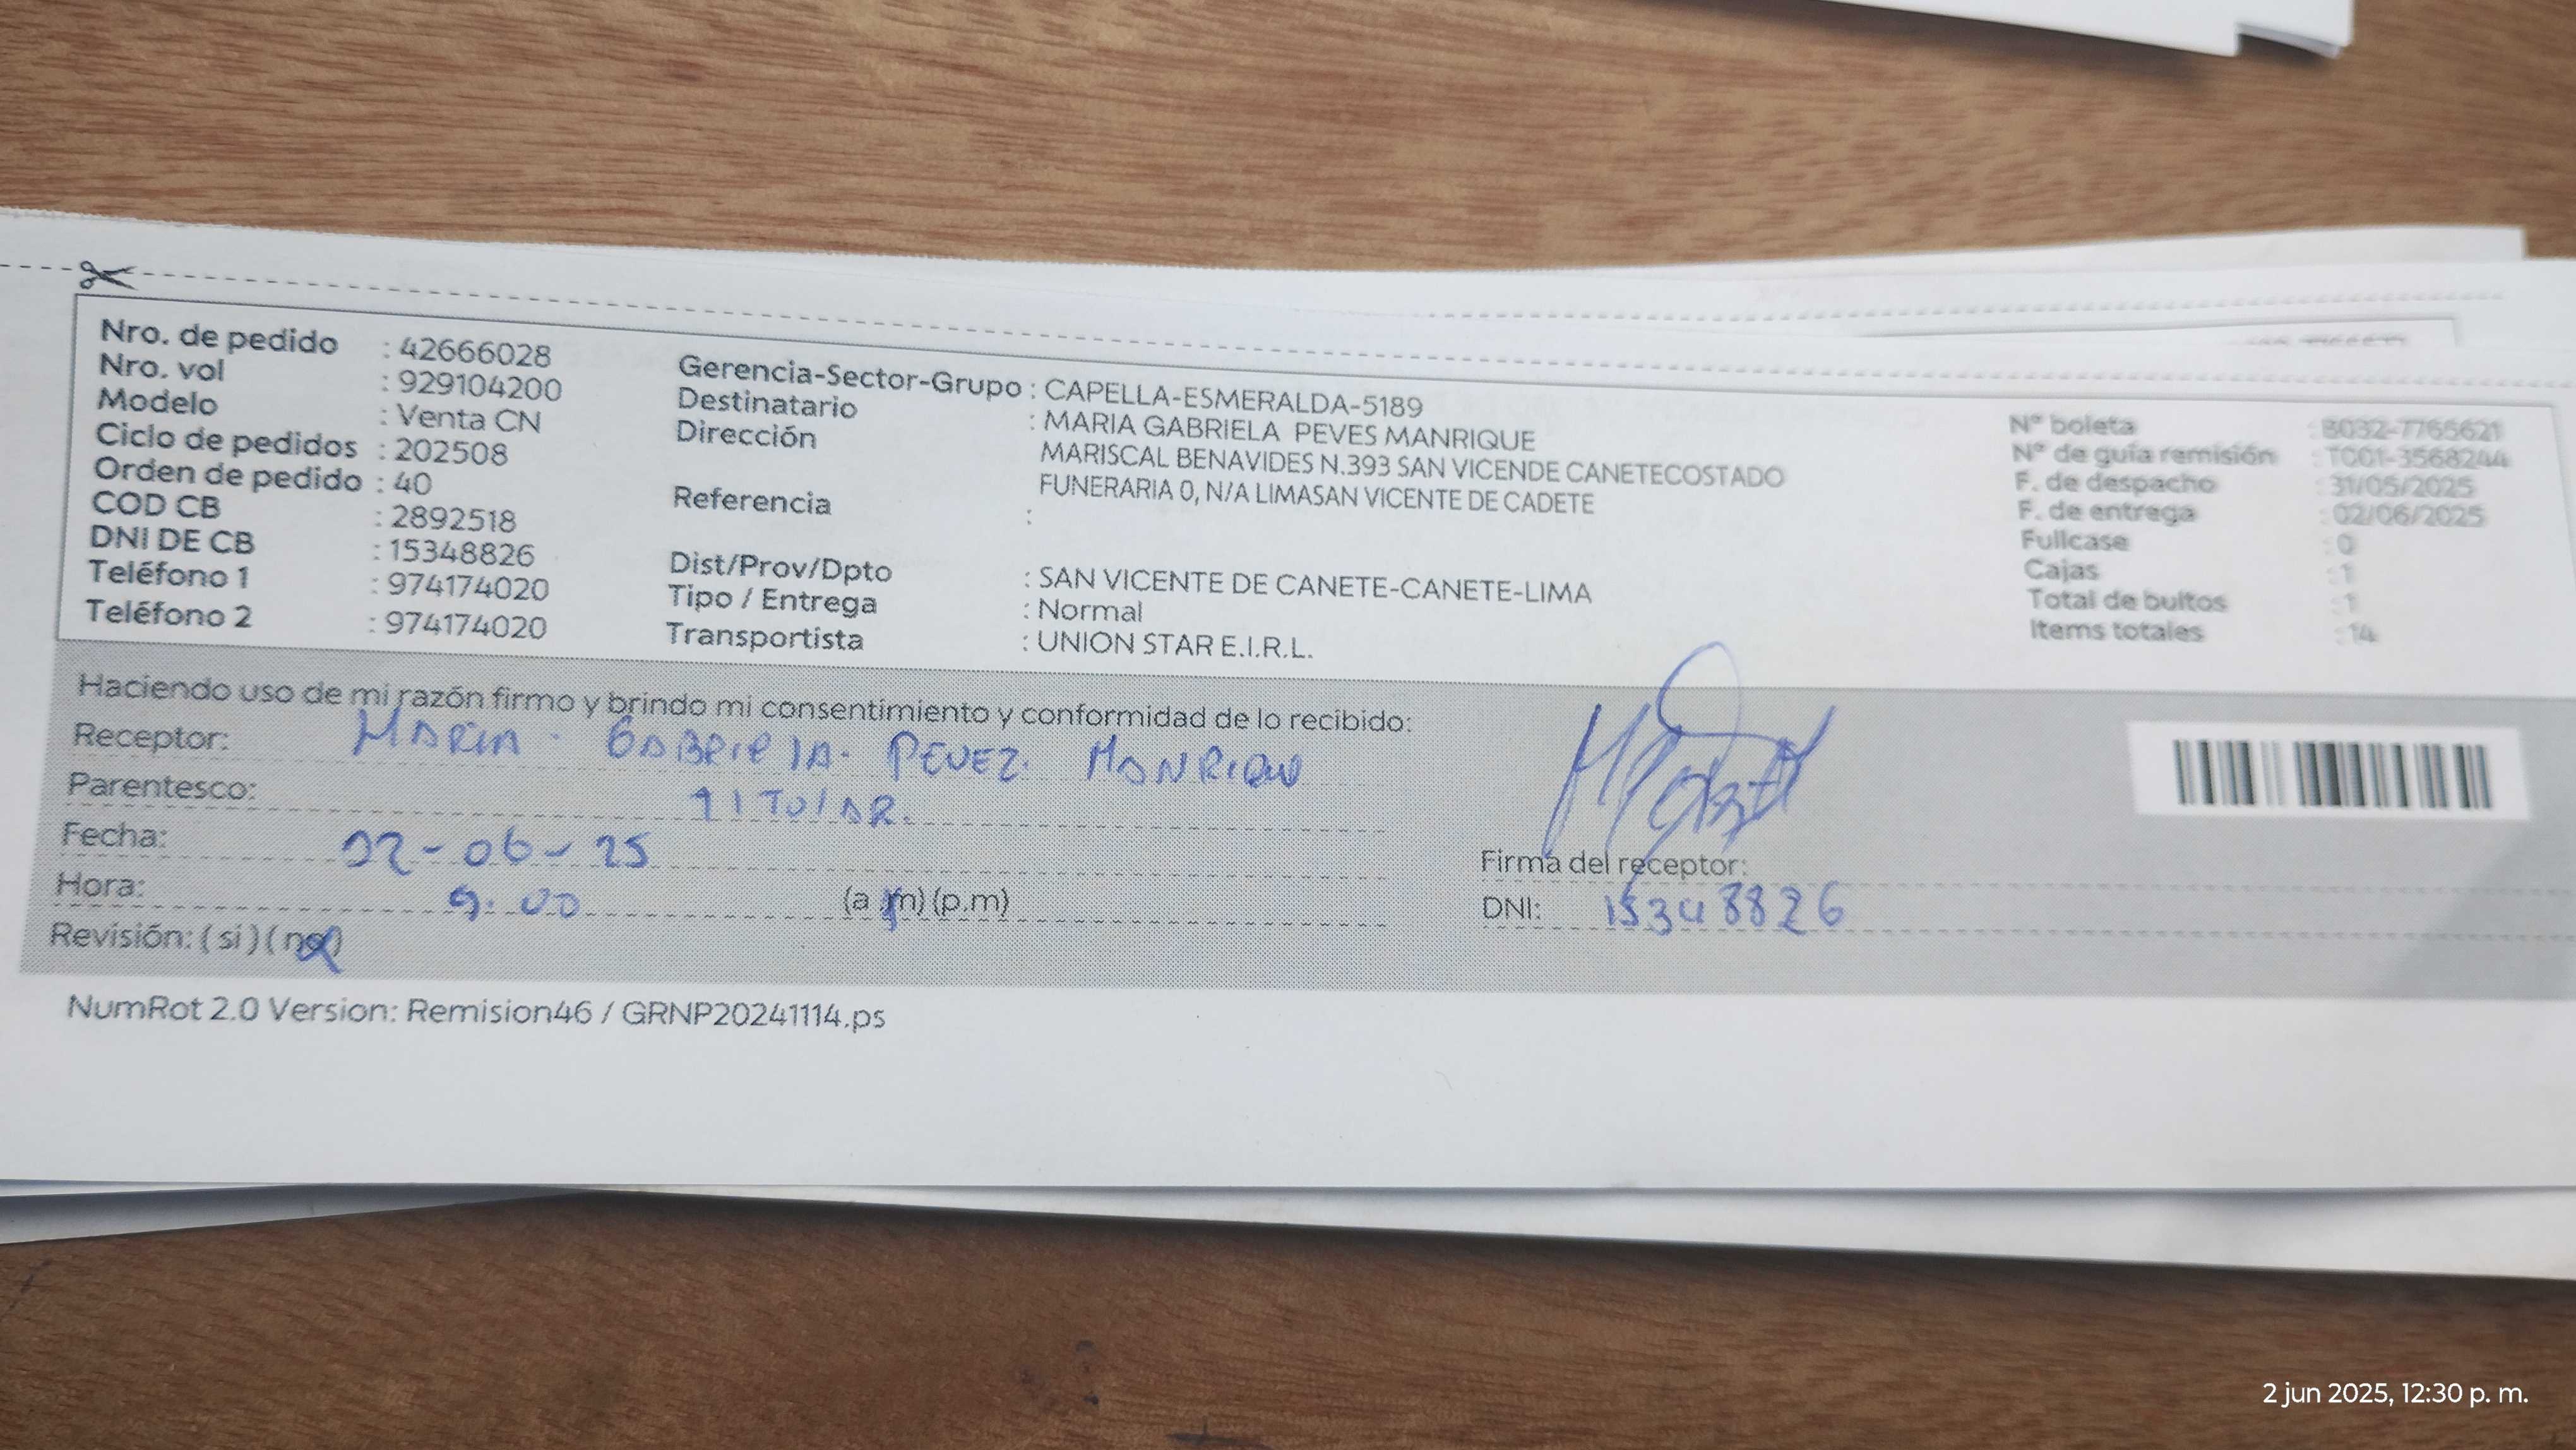 Nro. de pedido : 42666028
Nro. vol : 929104200
Modelo : Venta CN
Ciclo de pedidos : 202508
Orden de pedido : 40
COD CB : 2892518
DNI DE CB : 15348826
Teléfono 1 : 974174020
Teléfono 2 : 974174020
Gerencia-Sector-Grupo : CAPELLA-ESMERALDA-5189
Destinatario : MARIA GABRIELA PEVES MANRIQUE
Dirección MARISCAL BENAVIDES N.393 SAN VICENDE CANETECOSTADO
FUNERARIA 0, N/A LIMASAN VICENTE DE CADETE
Referencia :
Dist/Prov/Dpto : SAN VICENTE DE CANETE-CANETE-LIMA
Tipo / Entrega : Normal
Transportista : UNION STAR E.I.R.L.
N° boleta : B032-7765621
N° de guía remisión : T001-3568244
F. de despacho : 31/05/2025
F. de entrega : 02/06/2025
Fullcase : 0
Cajas : 1
Total de bultos : 1
Items totales : 14
Haciendo uso de mi razón firmo y brindo mi consentimiento y conformidad de lo recibido:
Receptor: MARIA - GABRIELA - PEVEZ MANRIQUE
Parentesco: TITULAR.
Fecha: 02-06-25
Hora: 9.00 (a.m) (p.m)
Revisión: (si) (no)
Firma del receptor:
DNI: 15348826
NumRot 2.0 Version: Remision46 / GRNP20241114.ps
2 jun 2025, 12:30 p. m.